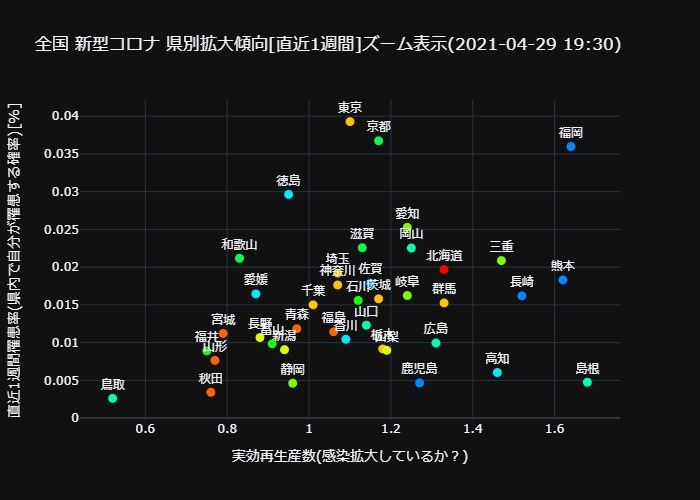 全国 新型コロナ 県別拡大傾向[直近1週間]ズーム表示(2021-04-29 19:30)
直近1週間罹患率(県内で自分が罹患する確率)[%]
0.04
0.035
0.03
0.025
0.02
0.015
0.01
0.005
0
東京
京都
福岡
徳島
愛知
滋賀
岡山
和歌山
三重
埼玉
北海道
神奈川
佐賀
熊本
愛媛
石川
茨城
岐阜
長崎
千葉
群馬
宮城
青森
福島
山口
長野
富山
香川
広島
福井
山形
新潟
栃木
山梨
静岡
鹿児島
高知
島根
秋田
鳥取
0.6
0.8
1
1.2
1.4
1.6
実効再生産数(感染拡大しているか？)